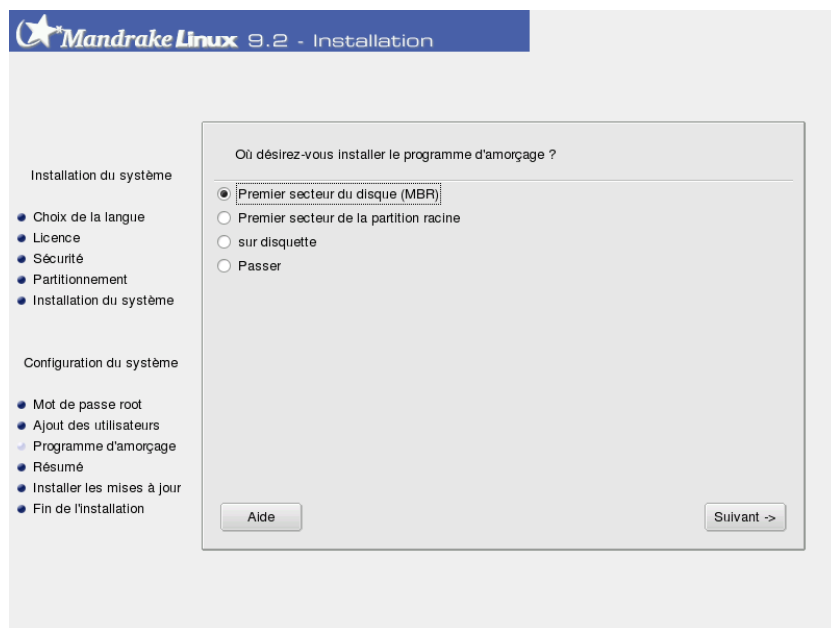 Mandrake Linux 9.2 - Installation
Installation du système
Choix de la langue
Licence
Sécurité
Partitionnement
Installation du système
Configuration du système
Mot de passe root
Ajout des utilisateurs
Programme d'amorçage
Résumé
Installer les mises à jour
Fin de l'installation
Où désirez-vous installer le programme d'amorçage ?
Premier secteur du disque (MBR)
Premier secteur de la partition racine
sur disquette
Passer
Aide
Suivant ->